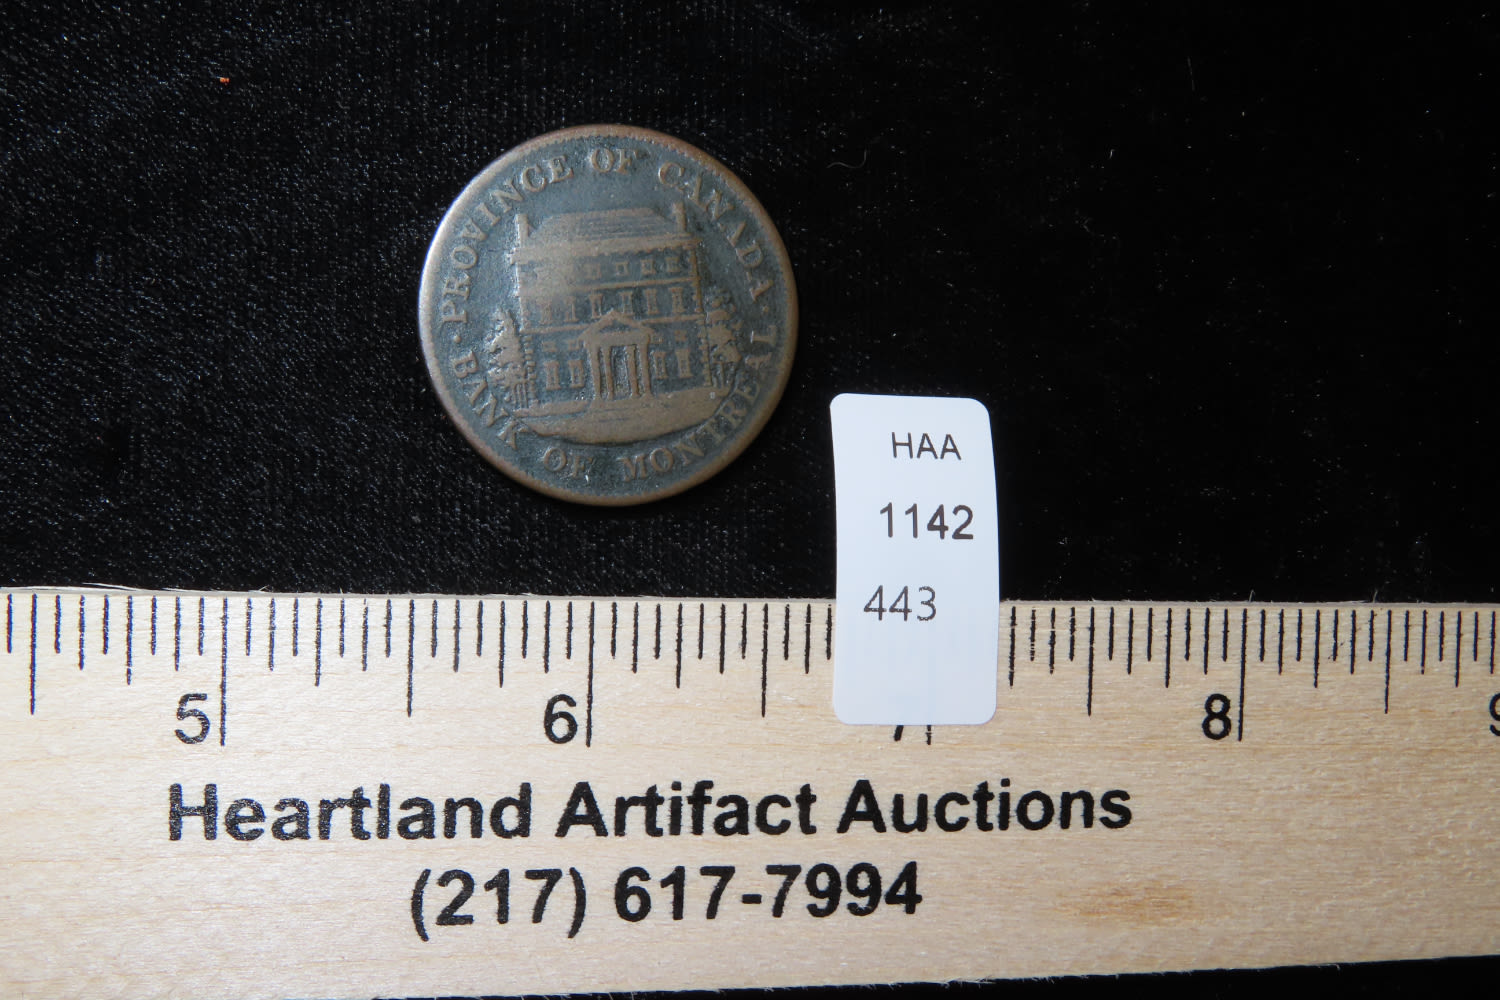 · PROVINCE OF CANADA ·
BANK OF MONTREAL
HAA
1142
443
5 6 7 8 9
Heartland Artifact Auctions
(217) 617-7994